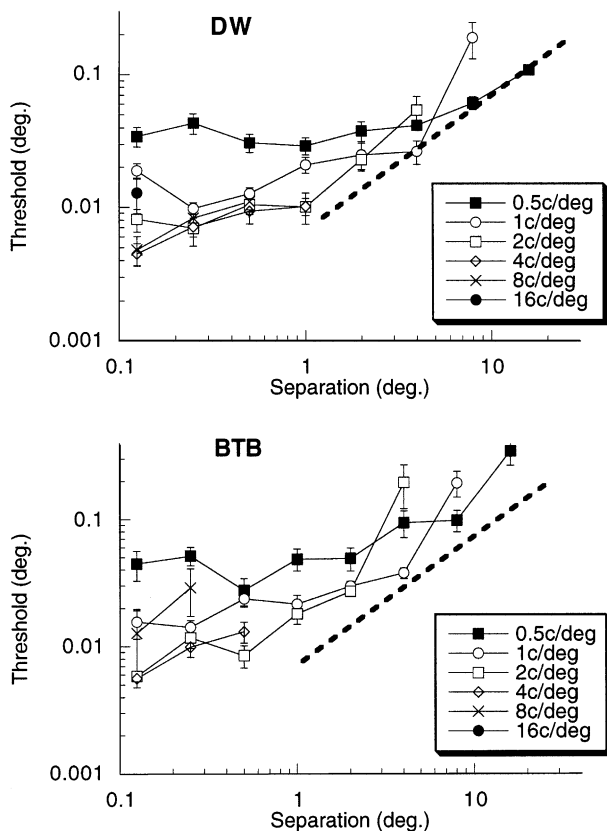 DW
0.1
0.01
0.001
Threshold (deg.)
0.1
1
10
Separation (deg.)
0.5c/deg
1c/deg
2c/deg
4c/deg
8c/deg
16c/deg
BTB
0.1
0.01
0.001
Threshold (deg.)
0.1
1
10
Separation (deg.)
0.5c/deg
1c/deg
2c/deg
4c/deg
8c/deg
16c/deg